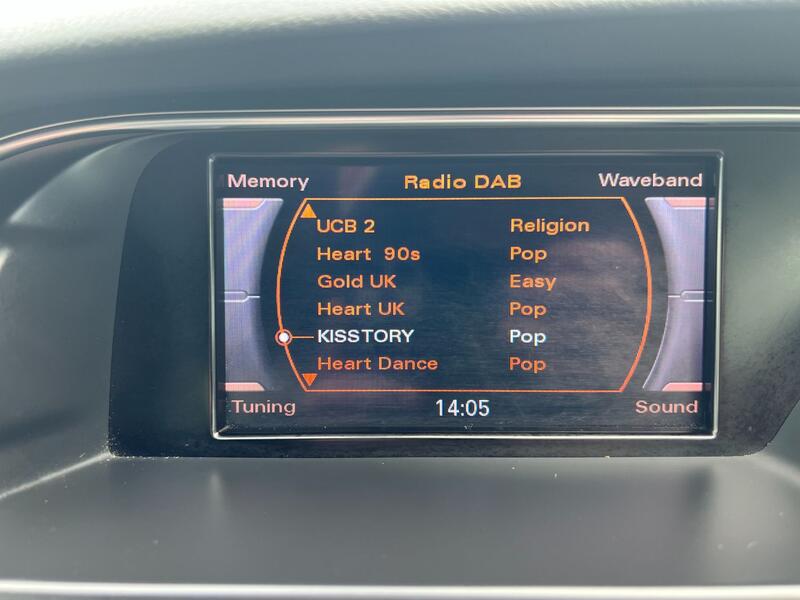 Memory Radio DAB Waveband
UCB 2 Religion
Heart 90s Pop
Gold UK Easy
Heart UK Pop
KISSTORY Pop
Heart Dance Pop
Tuning 14:05 Sound